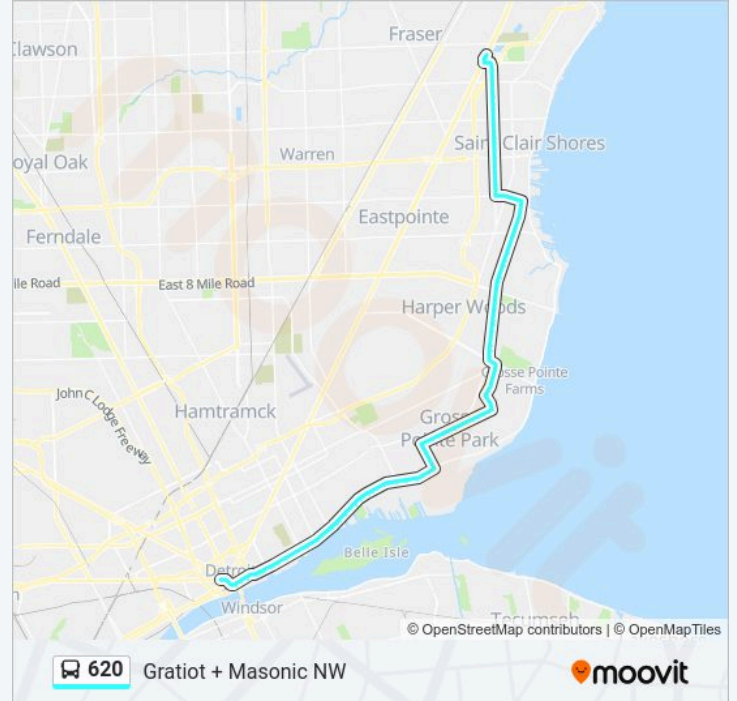 Clawson
Fraser
Saint Clair Shores
Warren
oyal Oak
Eastpointe
Ferndale
ile Road
East 8 Mile Road
Harper Woods
Grosse Pointe
Farms
John C Lodge Freeway
Hamtramck
Grosse
Pointe Park
Belle Isle
Detroit
Windsor
Tecumseh
© OpenStreetMap contributors | © OpenMapTiles
620 Gratiot + Masonic NW
moovit